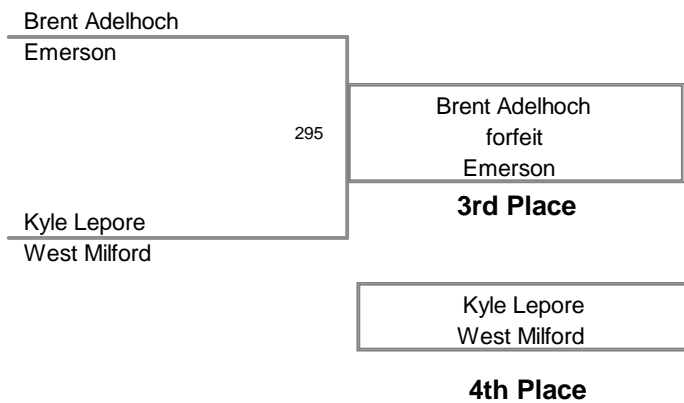 Brent Adelhoch
Emerson
295
Brent Adelhoch
forfeit
Emerson
3rd Place
Kyle Lepore
West Milford
Kyle Lepore
West Milford
4th Place